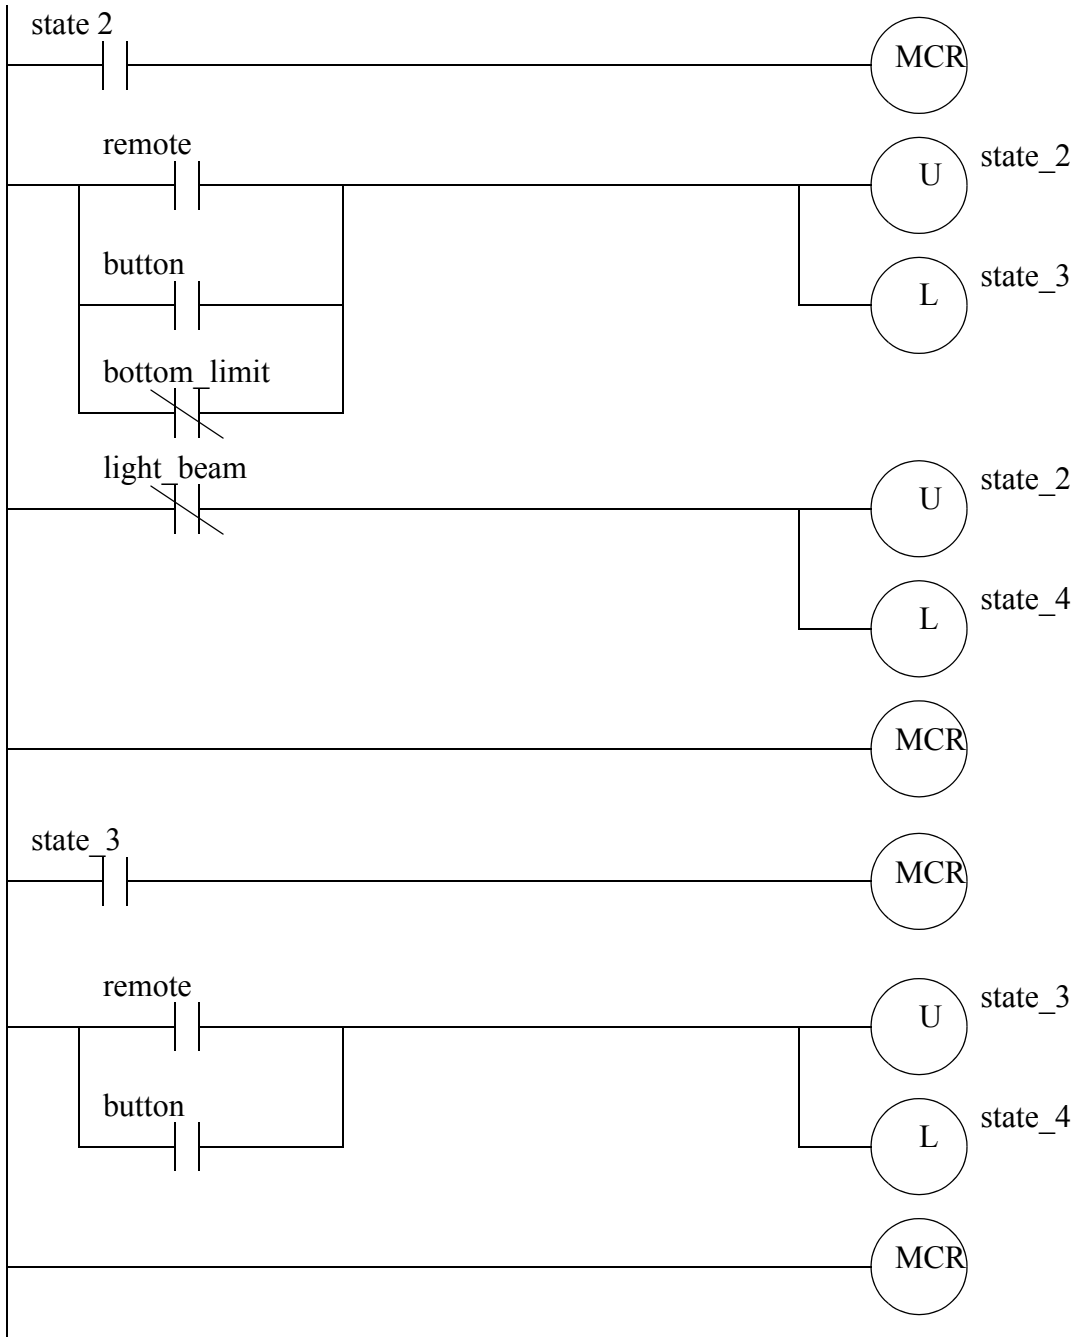 state 2
MCR
remote
U
state_2
button
L
state_3
bottom_limit
light_beam
U
state_2
L
state_4
MCR
state_3
MCR
remote
U
state_3
button
L
state_4
MCR